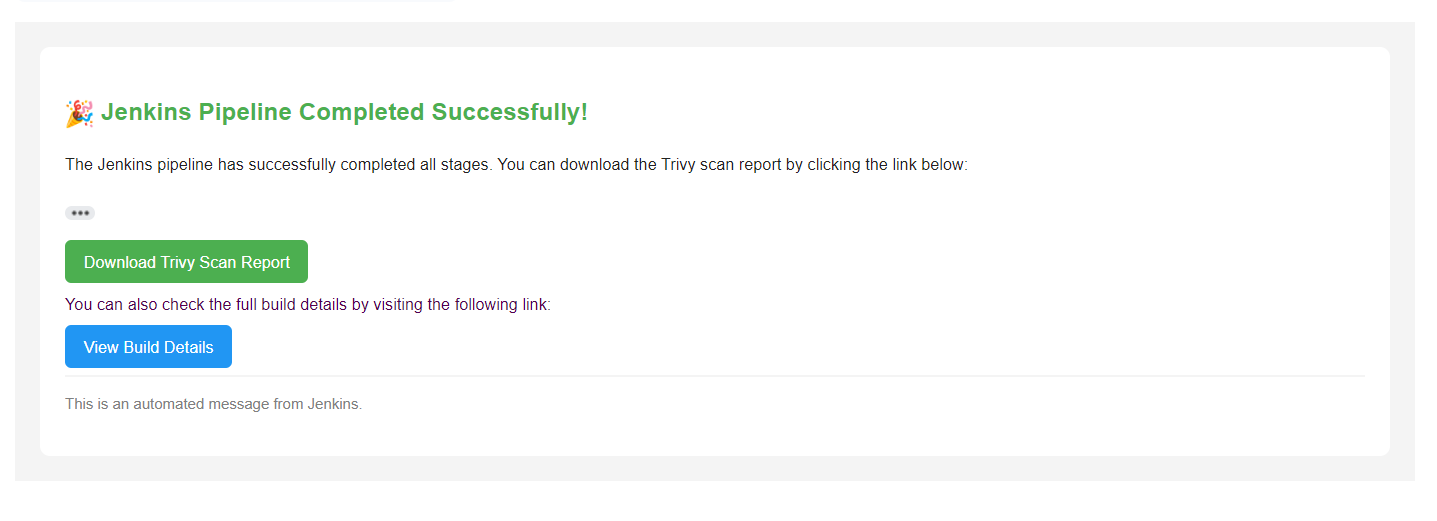 🎉 Jenkins Pipeline Completed Successfully!
The Jenkins pipeline has successfully completed all stages. You can download the Trivy scan report by clicking the link below:
•••
Download Trivy Scan Report
You can also check the full build details by visiting the following link:
View Build Details
This is an automated message from Jenkins.